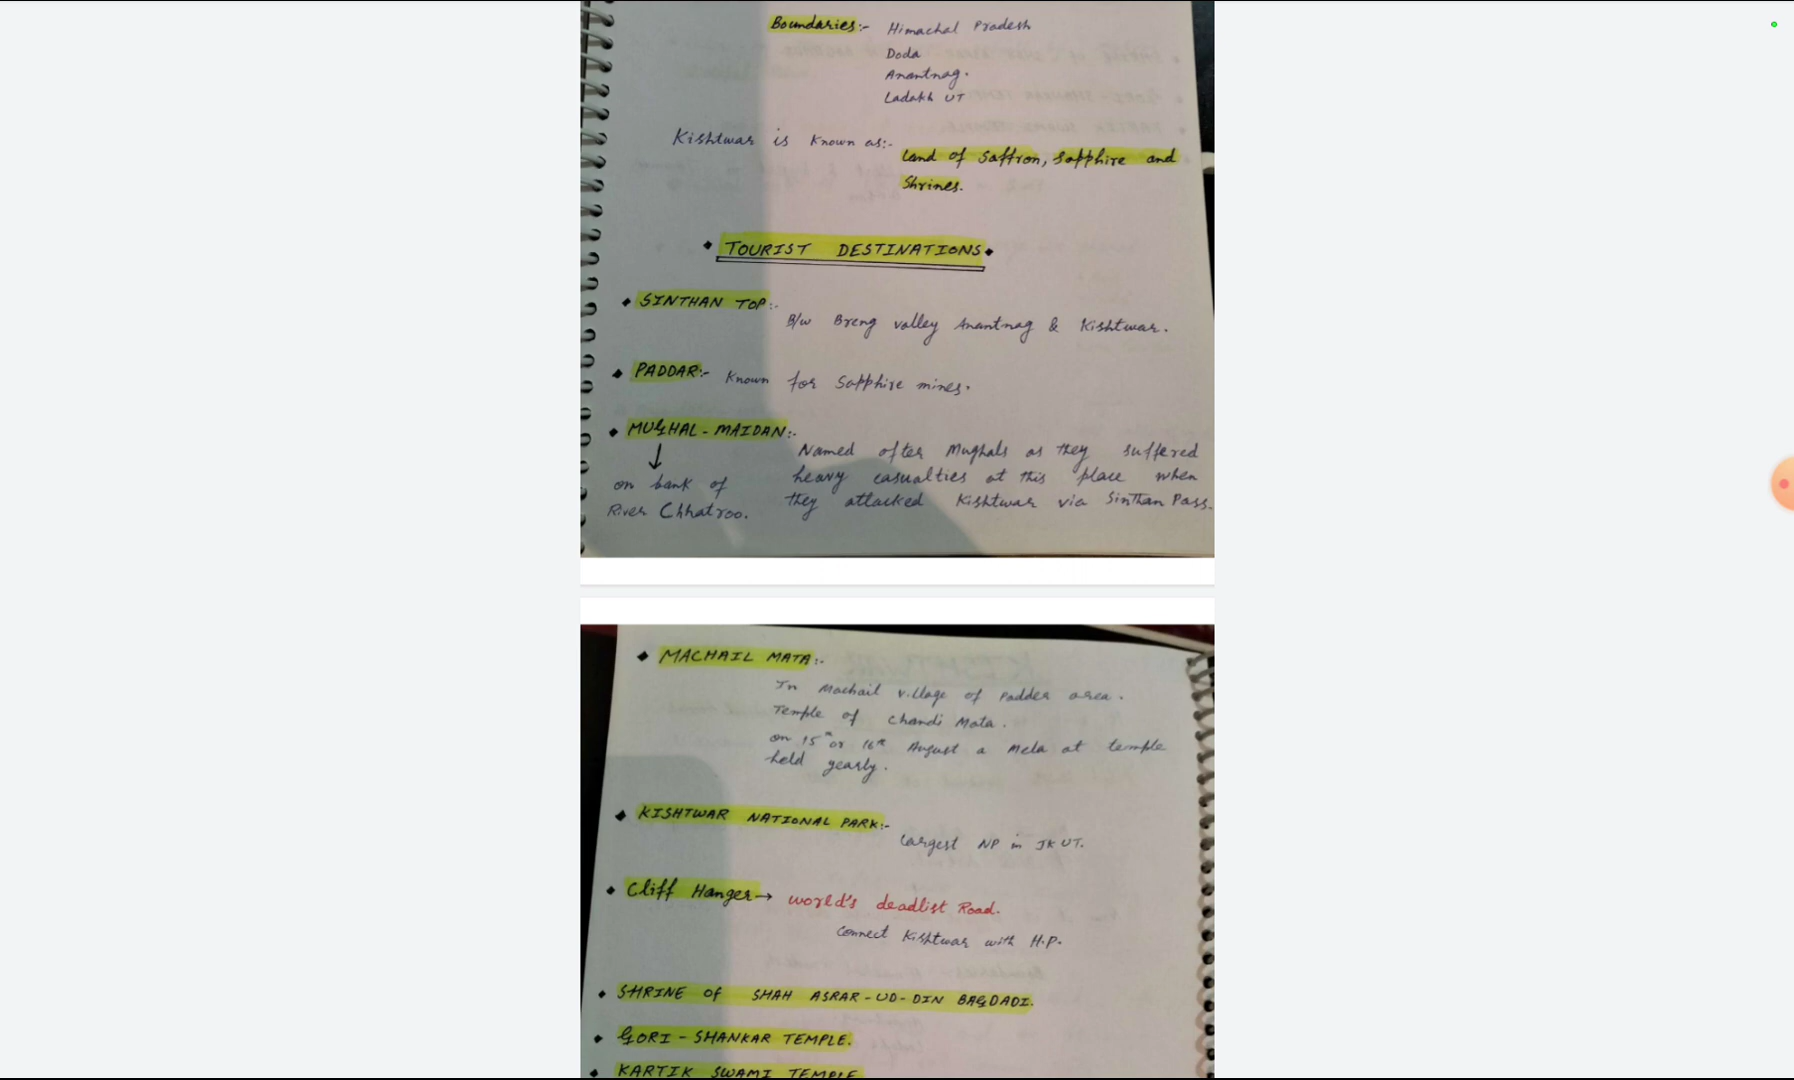 Boundaries:- Himachal Pradesh
Doda
Anantnag.
Ladakh UT
Kishtwar is Known as:-
Land of Saffron, Sapphire and
Shrines.
• TOURIST DESTINATIONS •
• SINTHAN TOP:-
B/w Breng valley Anantnag & Kishtwar.
• PADDAR:- Known for Sapphire mines.
• MUGHAL-MAIDAN:-
Named after Mughals as they suffered
heavy casualties at this place when
they attacked Kishtwar via Sinthan Pass.
↓
on bank of
River Chhatroo.
• MACHAIL MATA:-
In Machail village of Padder area.
Temple of Chandi Mata.
on 15th or 16th August a Mela at temple
held yearly.
• KISHTWAR NATIONAL PARK:-
Largest NP in JK UT.
• Cliff Hanger → world's deadlist Road.
Connect Kishtwar with H.P.
• SHRINE of SHAH ASRAR-UD-DIN BAGDADI.
• GORI-SHANKAR TEMPLE.
• KARTIK SWAMI TEMPLE